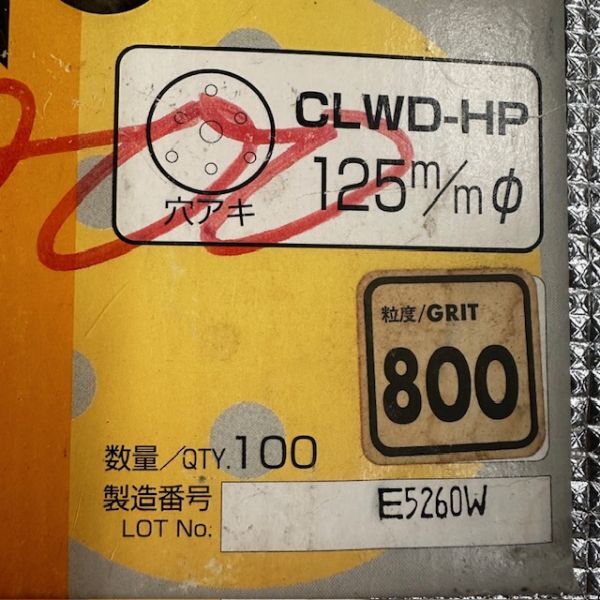 CLWD-HP
125m/mφ
穴アキ
粒度/GRIT
800
数量/QTY.100
製造番号
LOT No.
E5260W